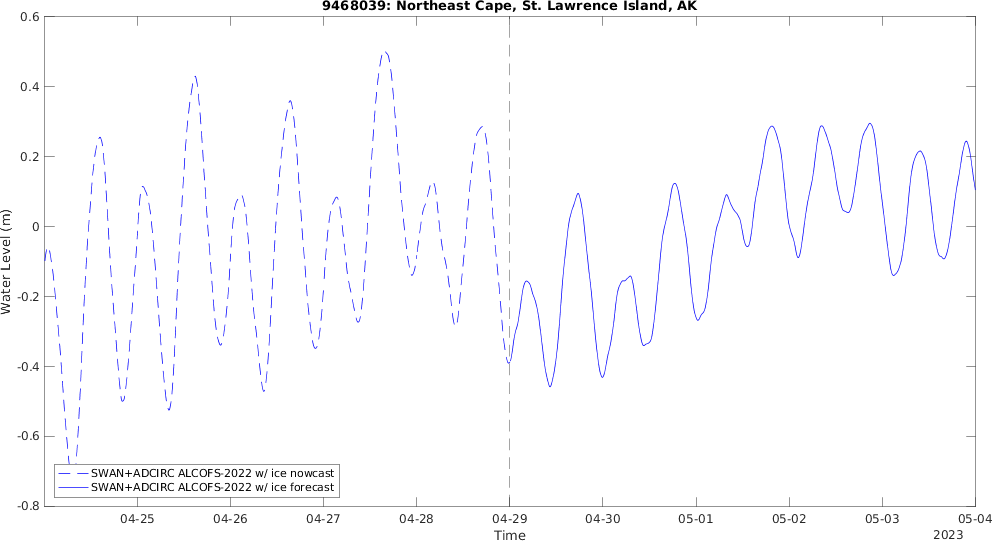 9468039: Northeast Cape, St. Lawrence Island, AK
0.6
0.4
0.2
0
-0.2
-0.4
-0.6
-0.8
Water Level (m)
SWAN+ADCIRC ALCOFS-2022 w/ ice nowcast
SWAN+ADCIRC ALCOFS-2022 w/ ice forecast
04-25 04-26 04-27 04-28 04-29 04-30 05-01 05-02 05-03 05-04
Time
2023